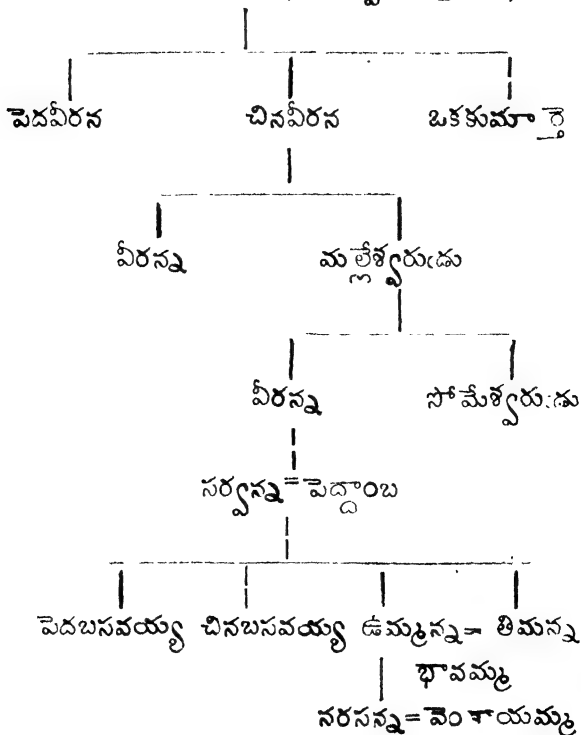 పెదవీరన చినవీరన ఒకకుమార్తె
వీరన్న మల్లేశ్వరుఁడు
వీరన్న సోమేశ్వరుఁడు
సర్వన్న = పెద్దాంబ
పెదబసవయ్య చినబసవయ్య ఉమ్మన్న = తిమన్న
భావమ్మ
నరసన్న =